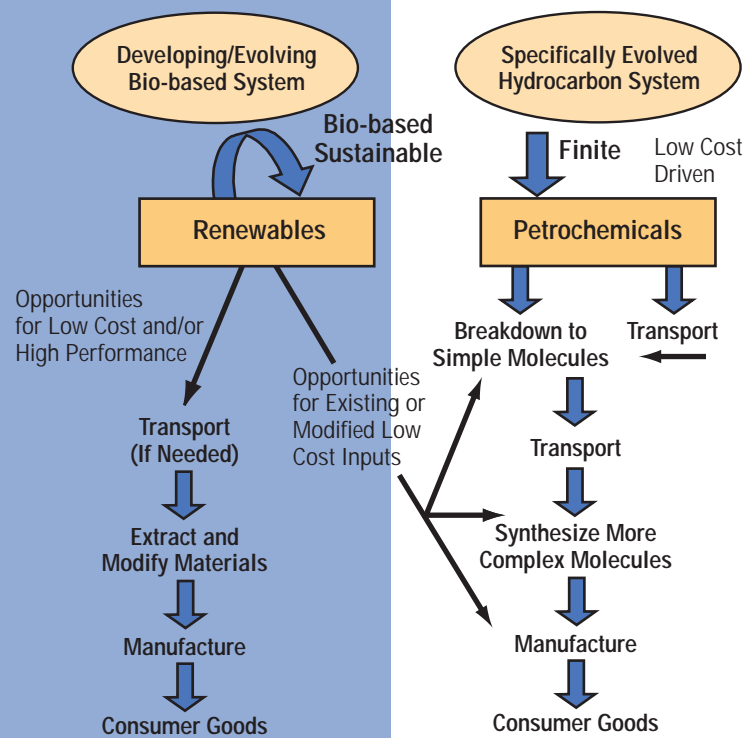 Developing/Evolving
Bio-based System
Bio-based
Sustainable
Renewables
Opportunities
for Low Cost and/or
High Performance
Opportunities
for Existing or
Modified Low
Cost Inputs
Transport
(If Needed)
Extract and
Modify Materials
Manufacture
Consumer Goods
Specifically Evolved
Hydrocarbon System
Finite
Low Cost
Driven
Petrochemicals
Breakdown to
Simple Molecules
Transport
Transport
Synthesize More
Complex Molecules
Manufacture
Consumer Goods